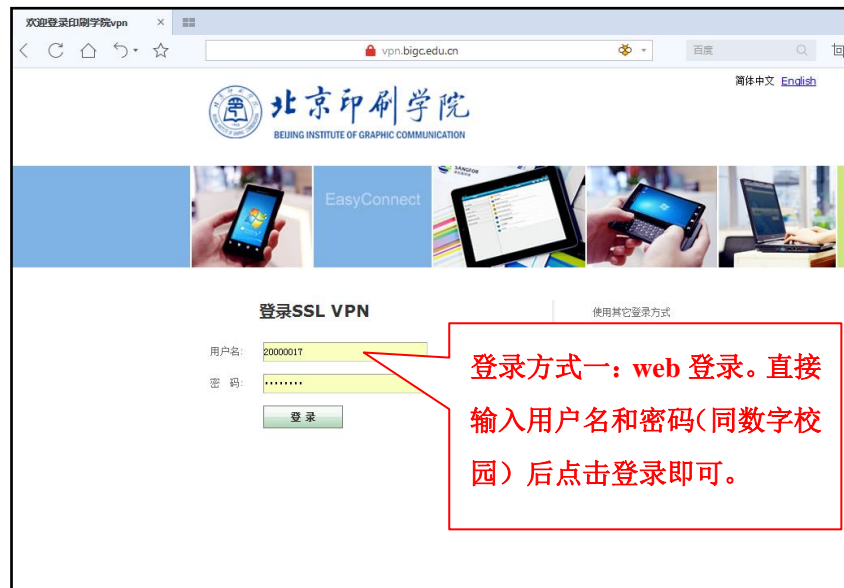 欢迎登录印刷学院vpn
vpn.bigc.edu.cn
百度
简体中文 English
北京印刷学院
BEIJING INSTITUTE OF GRAPHIC COMMUNICATION
EasyConnect
SANGFOR
登录SSL VPN
使用其它登录方式
用户名: 20000017
密 码: ••••••••
登 录
登录方式一：web 登录。直接
输入用户名和密码（同数字校
园）后点击登录即可。